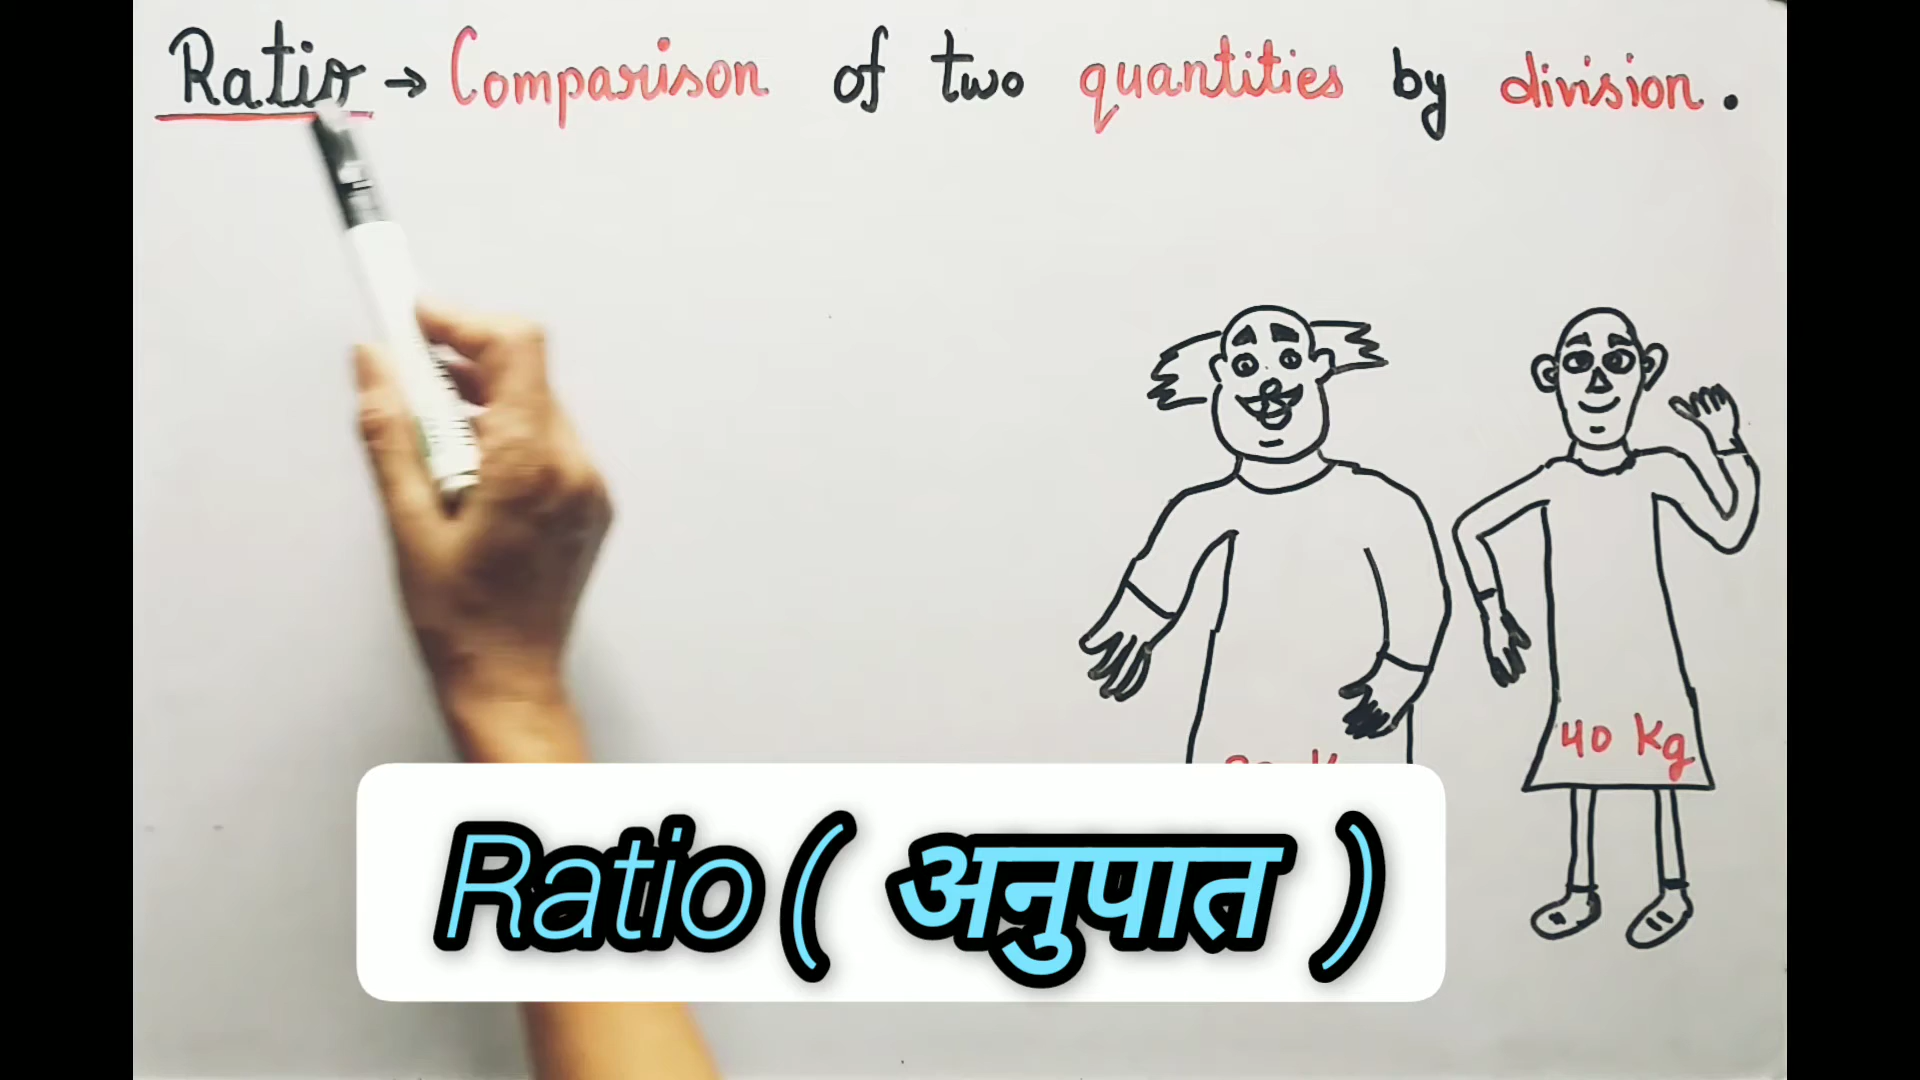 Ratio → Comparison of two quantities by division.
40 Kg
Ratio ( अनुपात )